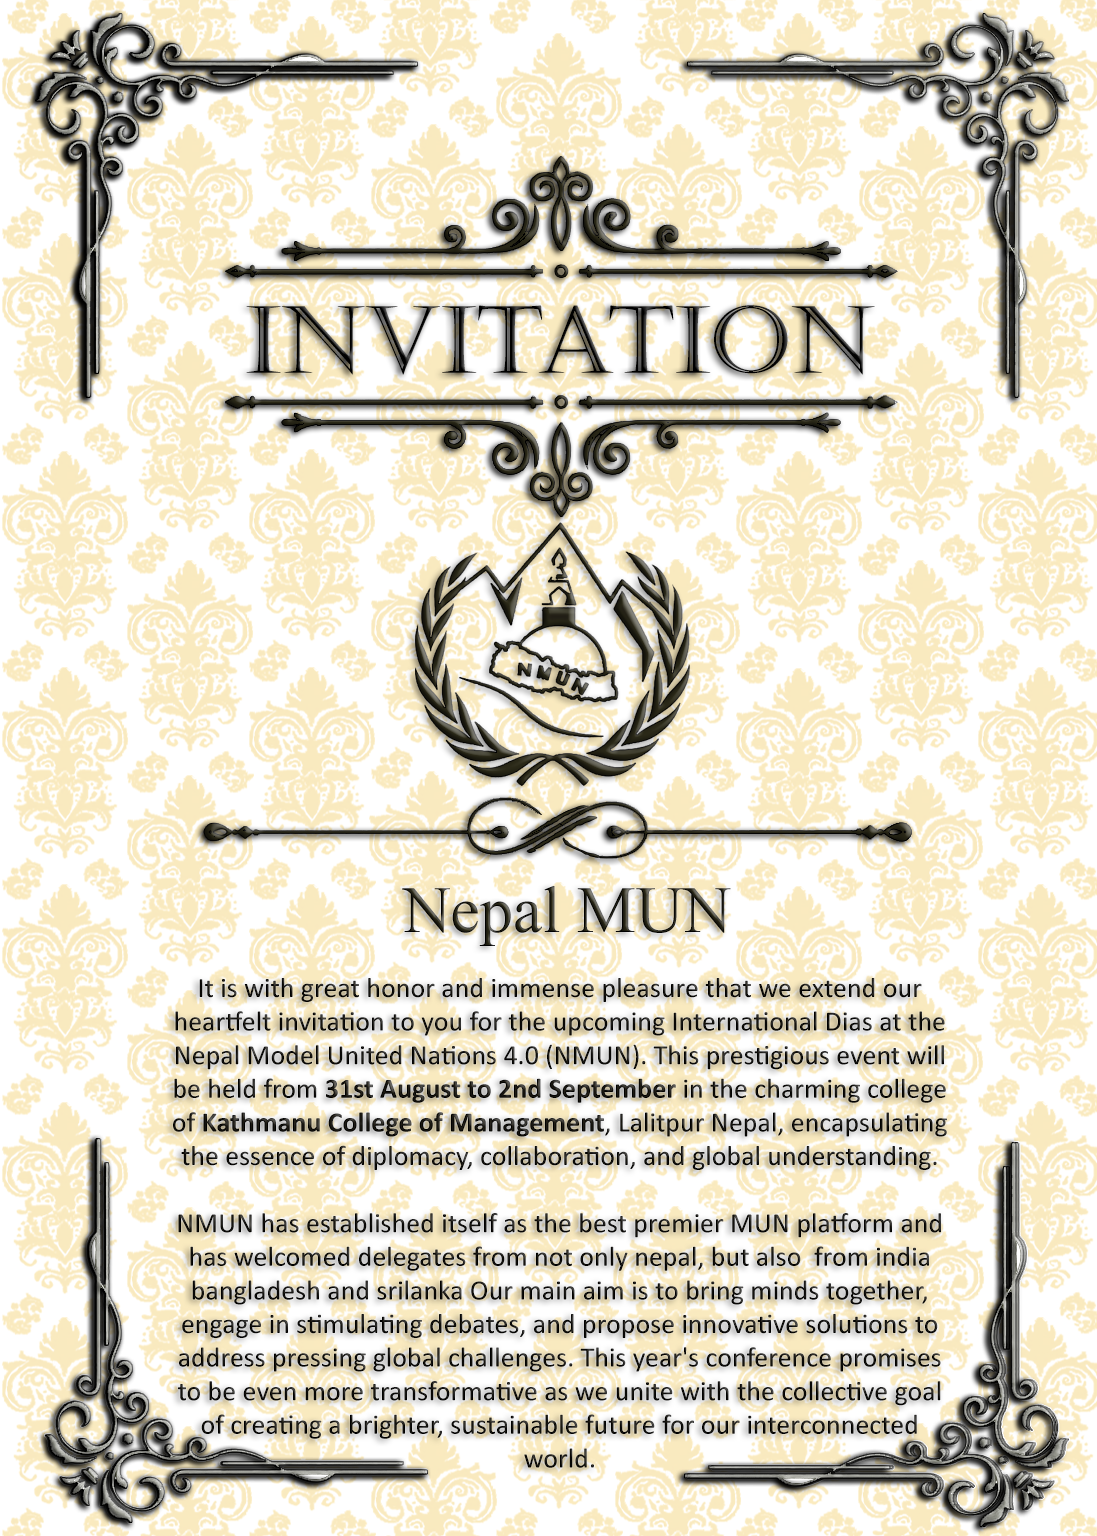 INVITATION
NMUN
Nepal MUN
It is with great honor and immense pleasure that we extend our
heartfelt invitation to you for the upcoming International Dias at the
Nepal Model United Nations 4.0 (NMUN). This prestigious event will
be held from 31st August to 2nd September in the charming college
of Kathmanu College of Management, Lalitpur Nepal, encapsulating
the essence of diplomacy, collaboration, and global understanding.
NMUN has established itself as the best premier MUN platform and
has welcomed delegates from not only nepal, but also  from india
bangladesh and srilanka Our main aim is to bring minds together,
engage in stimulating debates, and propose innovative solutions to
address pressing global challenges. This year's conference promises
to be even more transformative as we unite with the collective goal
of creating a brighter, sustainable future for our interconnected
world.